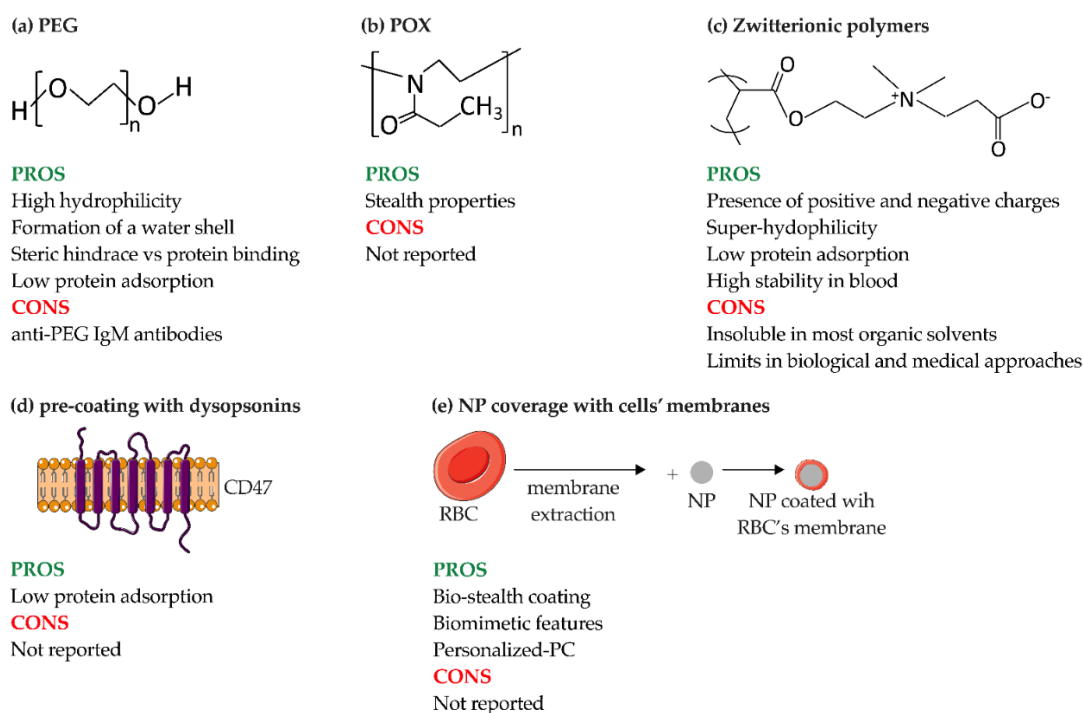 (a) PEG
H
O
O
H
n
PROS
High hydrophilicity
Formation of a water shell
Steric hindrace vs protein binding
Low protein adsorption
CONS
anti-PEG IgM antibodies
(b) POX
N
O
CH3
n
PROS
Stealth properties
CONS
Not reported
(c) Zwitterionic polymers
O
O
N
+
O-
O
PROS
Presence of positive and negative charges
Super-hydophilicity
Low protein adsorption
High stability in blood
CONS
Insoluble in most organic solvents
Limits in biological and medical approaches
(d) pre-coating with dysopsonins
CD47
PROS
Low protein adsorption
CONS
Not reported
(e) NP coverage with cells' membranes
RBC
membrane
extraction
+
NP
NP coated wih
RBC's membrane
PROS
Bio-stealth coating
Biomimetic features
Personalized-PC
CONS
Not reported